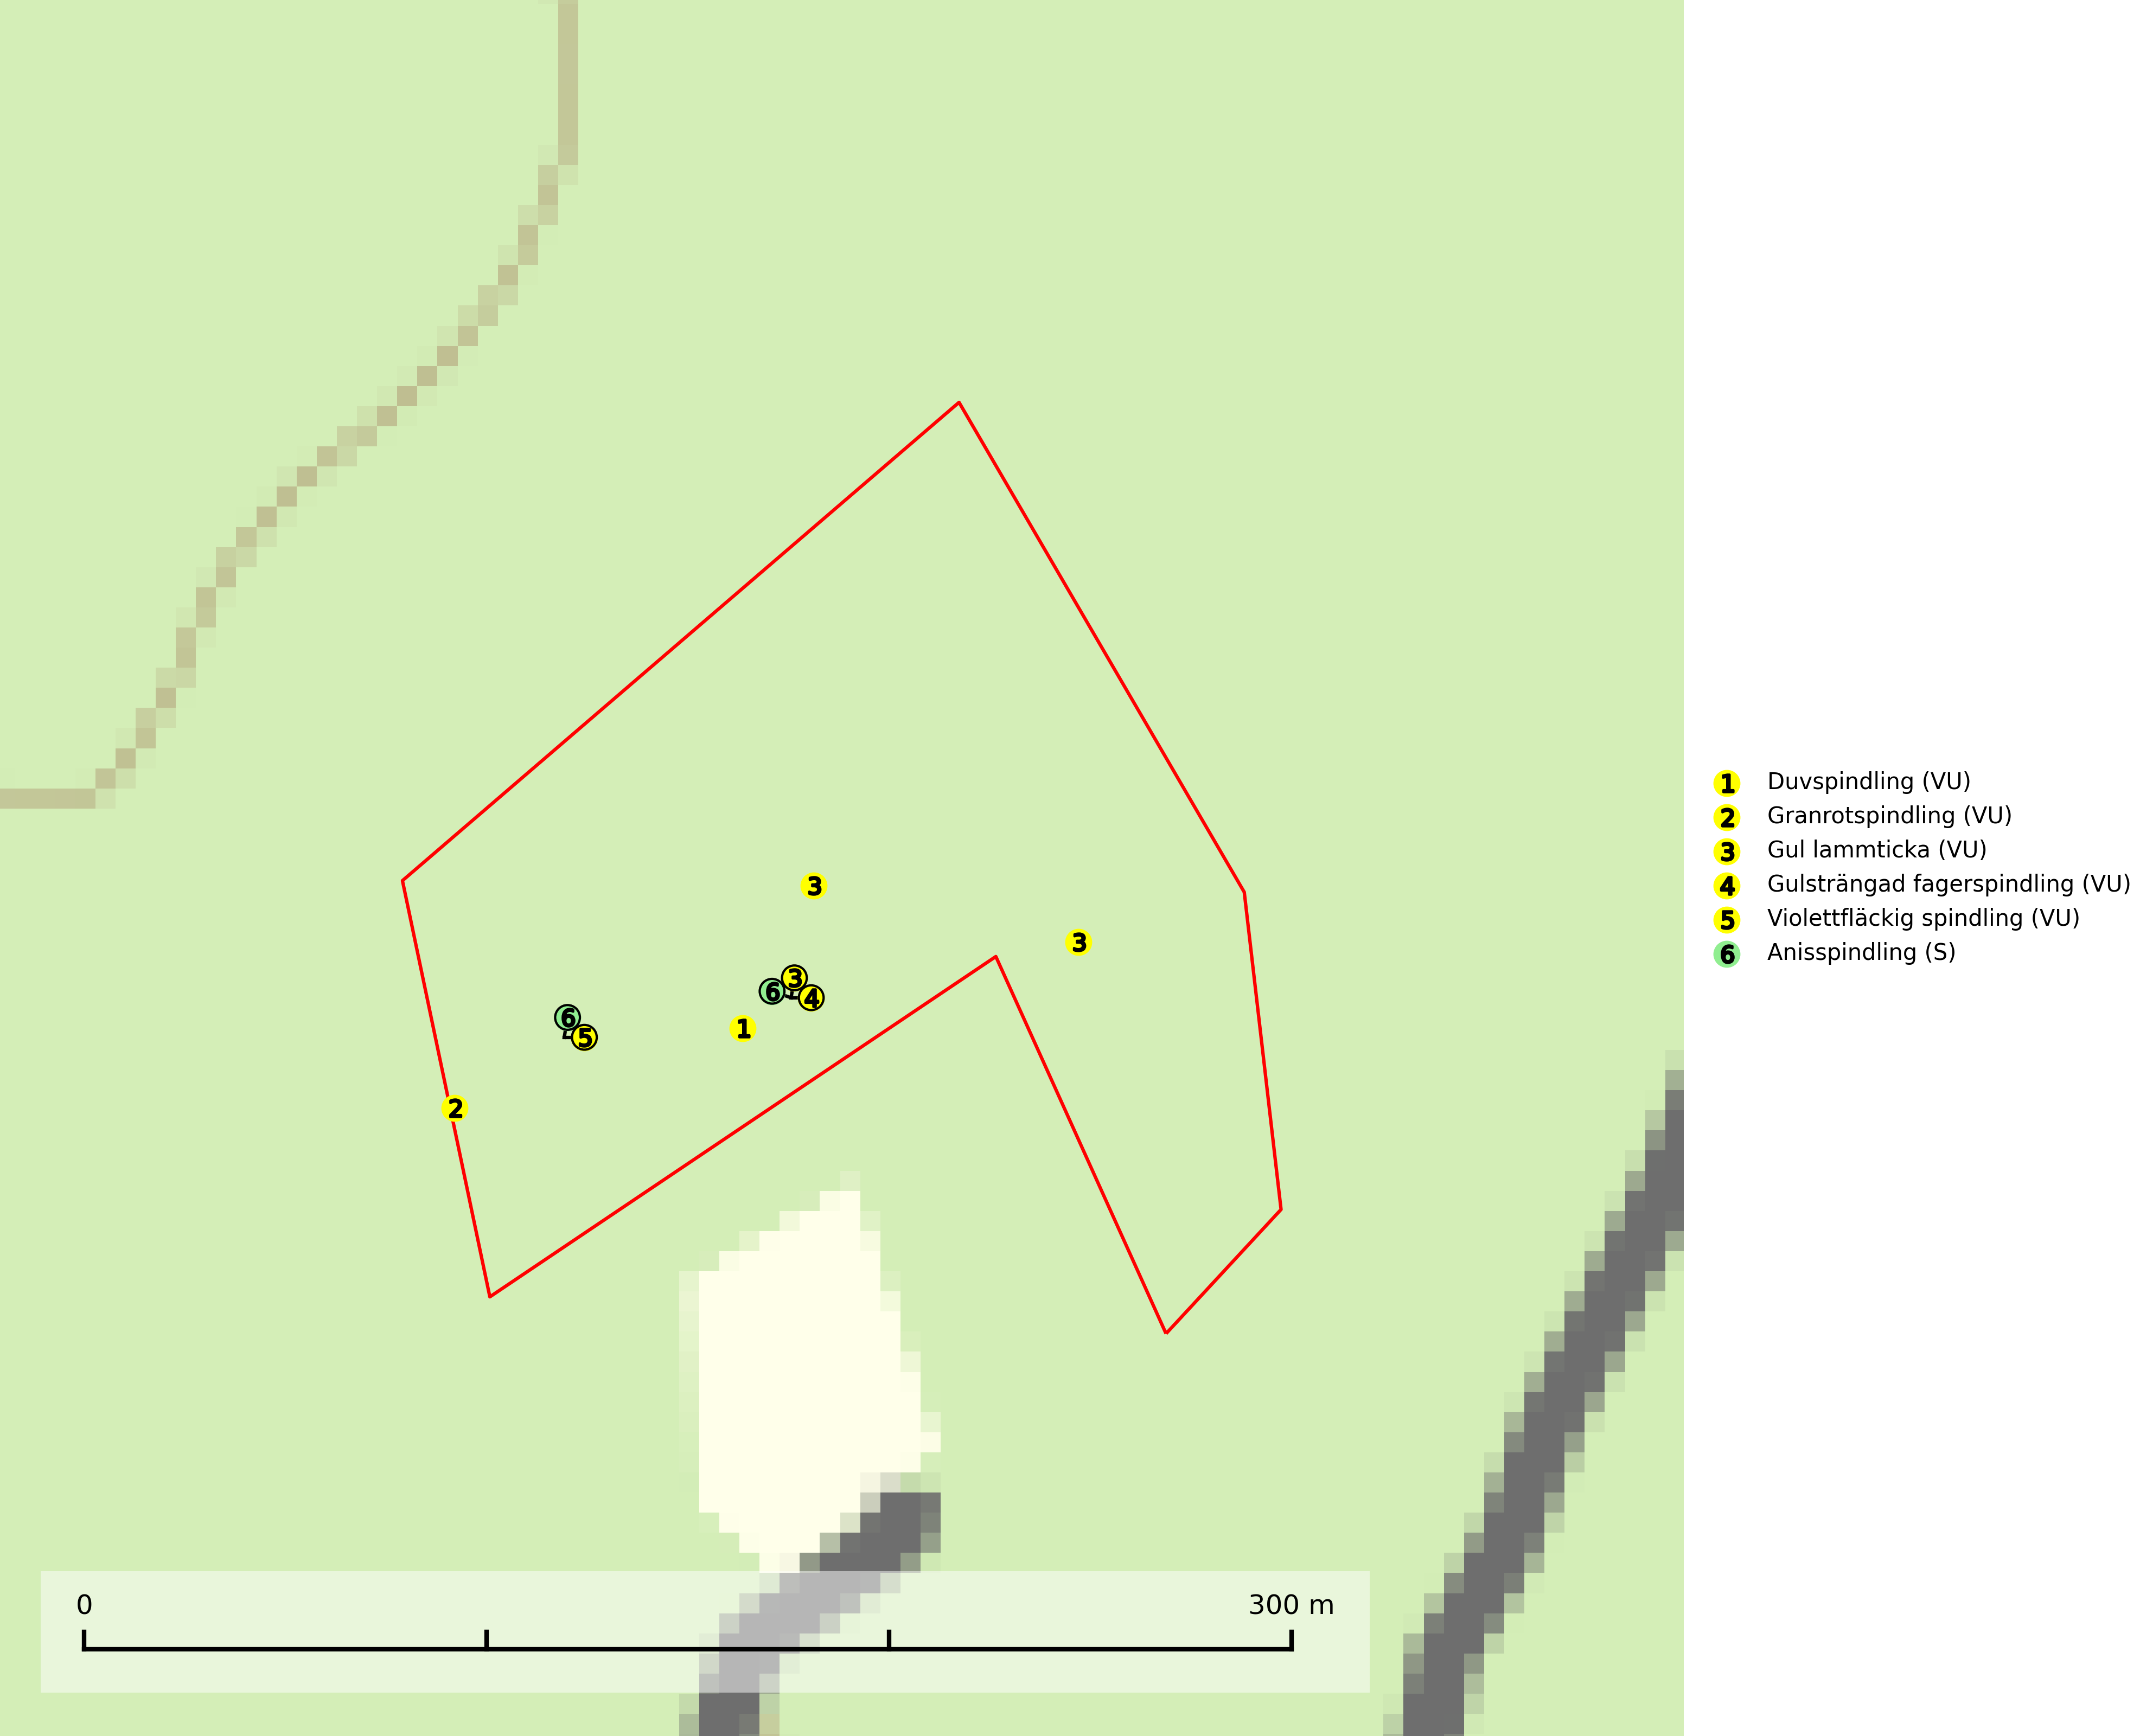 3
3
3
6
4
6
5
1
2
1 Duvspindling (VU)
2 Granrotspindling (VU)
3 Gul lammticka (VU)
4 Gulsträngad fagerspindling (VU)
5 Violettfläckig spindling (VU)
6 Anisspindling (S)
0 300 m